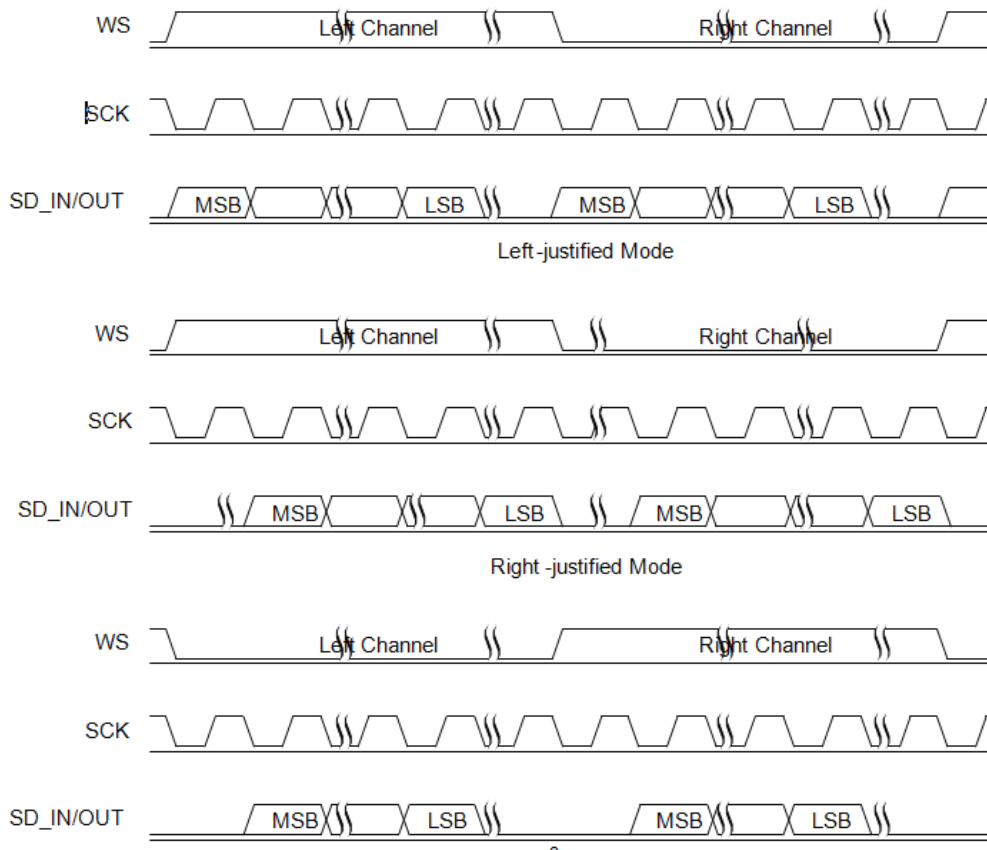 WS Left Channel Right Channel
SCK
SD_IN/OUT MSB LSB MSB LSB
Left-justified Mode
WS Left Channel Right Channel
SCK
SD_IN/OUT MSB LSB MSB LSB
Right -justified Mode
WS Left Channel Right Channel
SCK
SD_IN/OUT MSB LSB MSB LSB